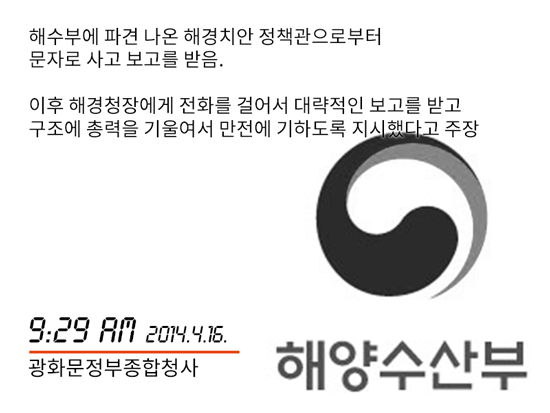 해수부에 파견 나온 해경치안 정책관으로부터
문자로 사고 보고를 받음.
이후 해경청장에게 전화를 걸어서 대략적인 보고를 받고
구조에 총력을 기울여서 만전에 기하도록 지시했다고 주장
9:29 AM 2014.4.16.
광화문정부종합청사
해양수산부